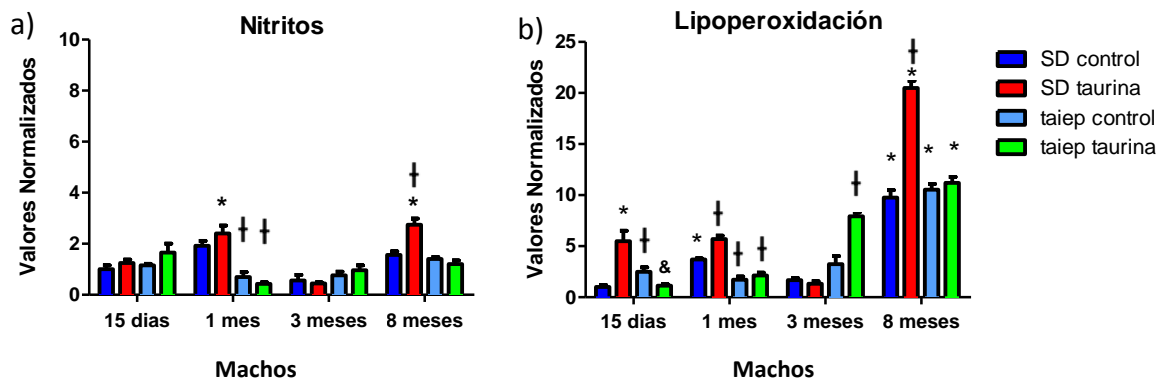 a)
Nitritos
Valores Normalizados
10
8
6
4
2
0
* ǂ ǂ
ǂ
*
15 dias 1 mes 3 meses 8 meses
Machos
b)
Lipoperoxidación
Valores Normalizados
25
20
15
10
5
0
* ǂ &
* ǂ ǂ ǂ
ǂ
* ǂ * * *
15 dias 1 mes 3 meses 8 meses
Machos
SD control
SD taurina
taiep control
taiep taurina